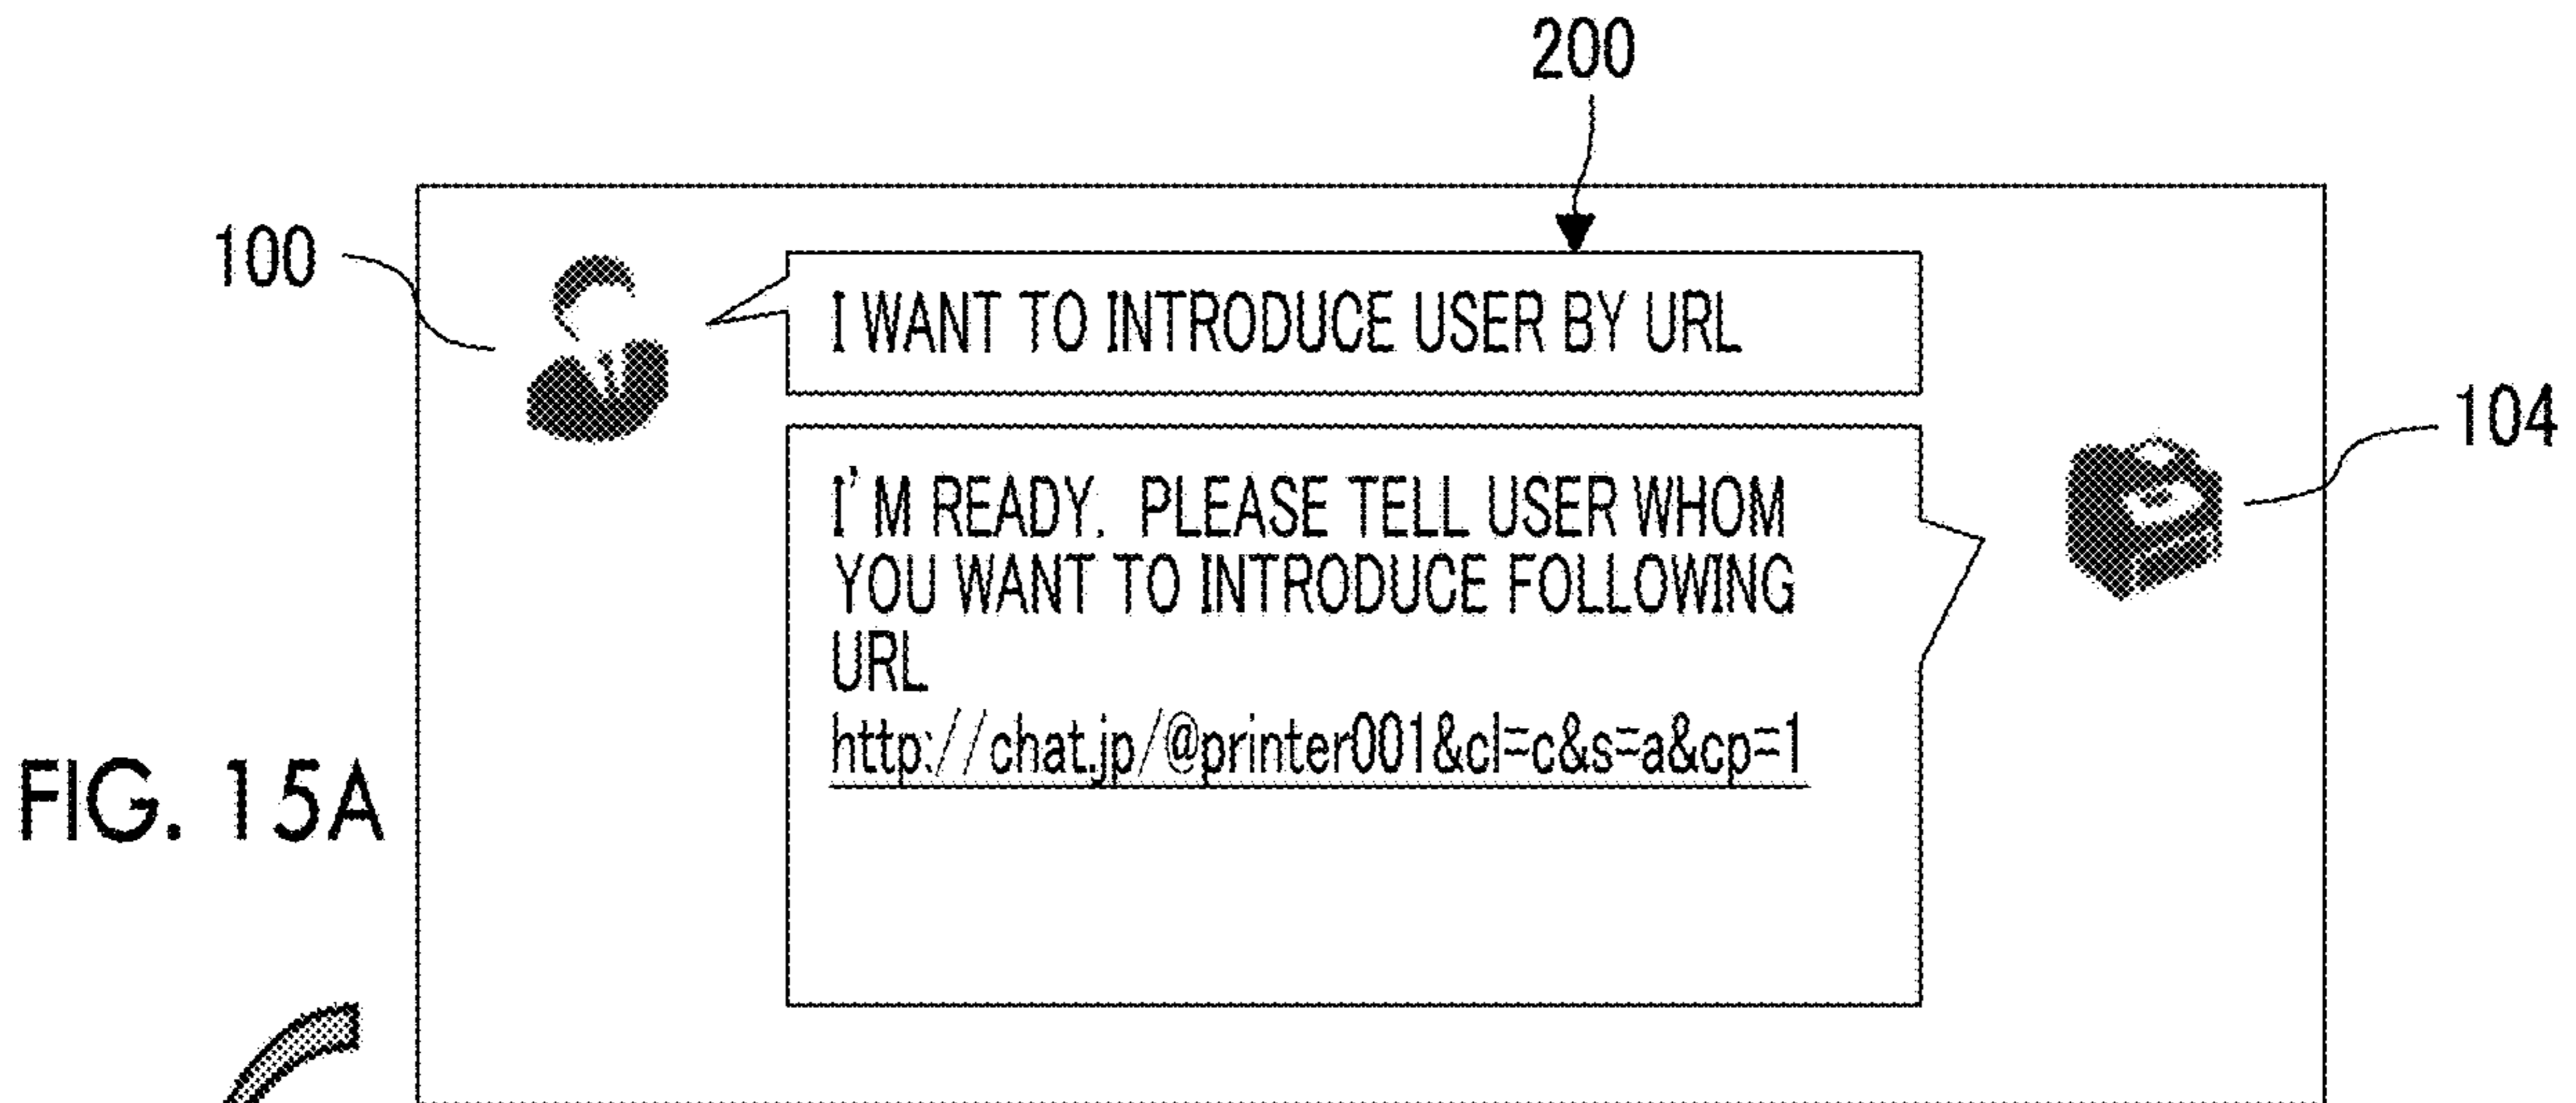 200
100
I WANT TO INTRODUCE USER BY URL
104
I'M READY. PLEASE TELL USER WHOM
YOU WANT TO INTRODUCE FOLLOWING
URL
http://chat.jp/@printer001&cl=c&s=a&cp=1
FIG. 15A